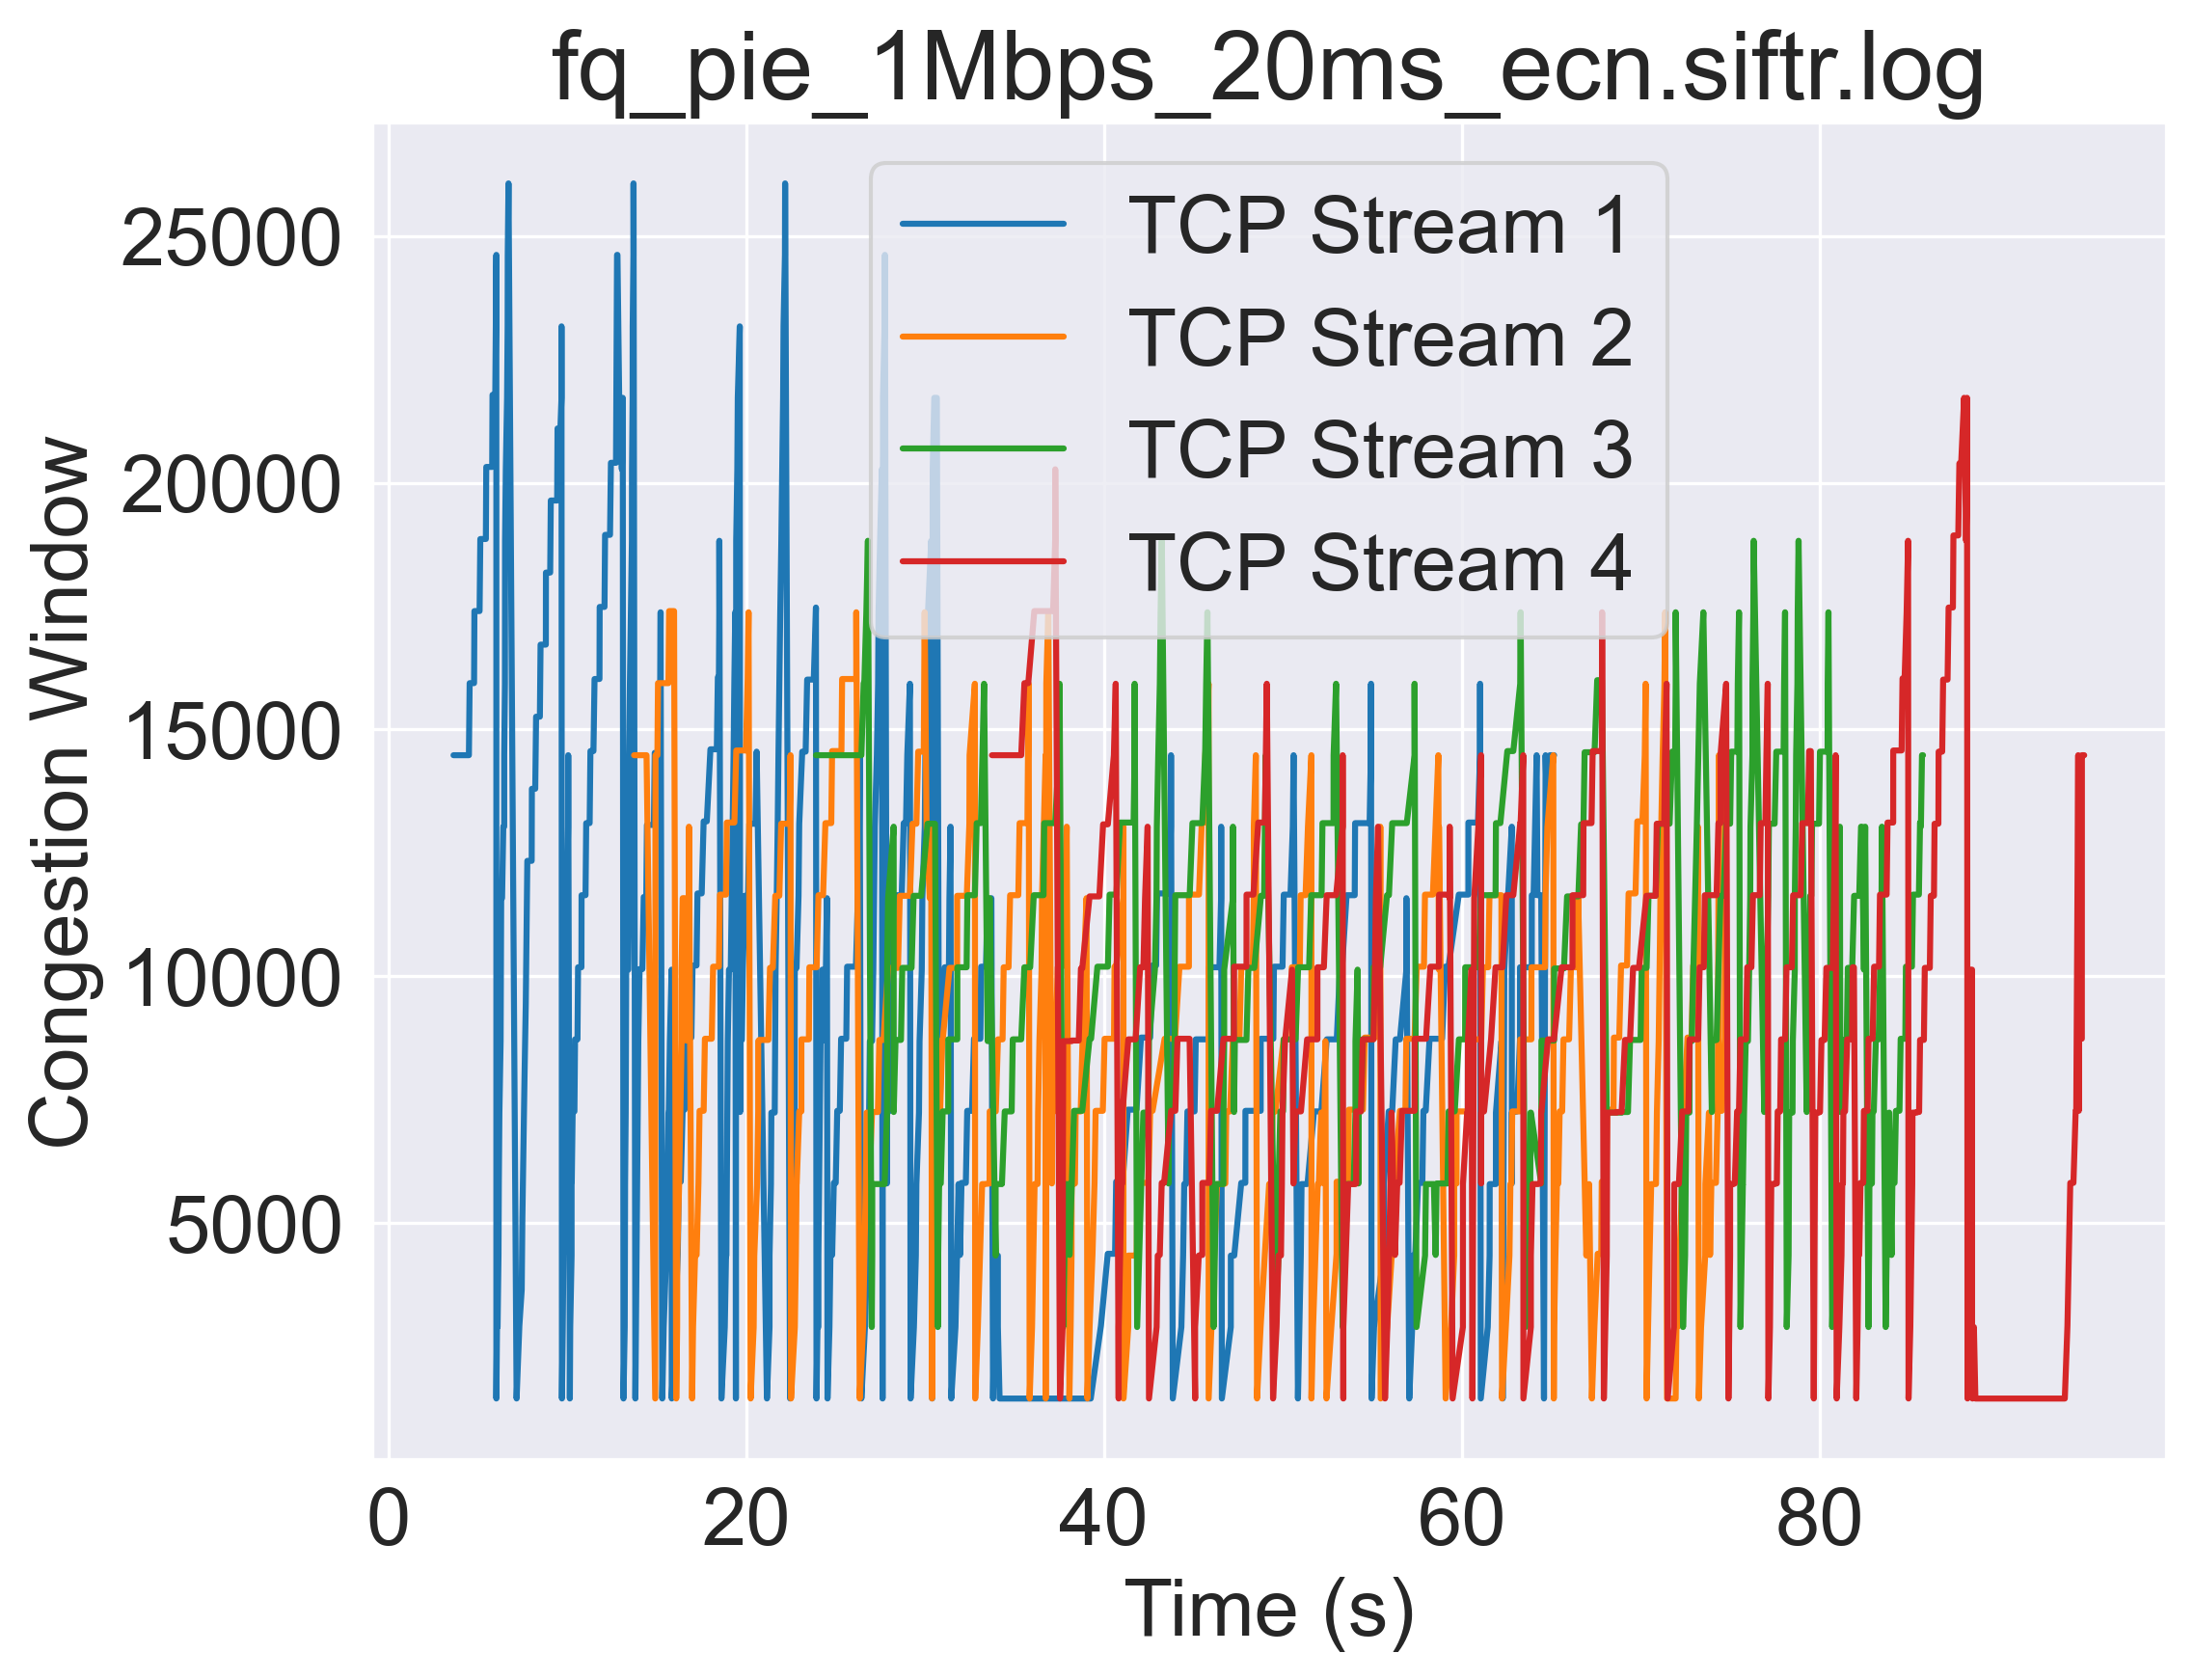 fq_pie_1Mbps_20ms_ecn.siftr.log
Congestion Window
25000
20000
15000
10000
5000
TCP Stream 1
TCP Stream 2
TCP Stream 3
TCP Stream 4
0 20 40 60 80
Time (s)